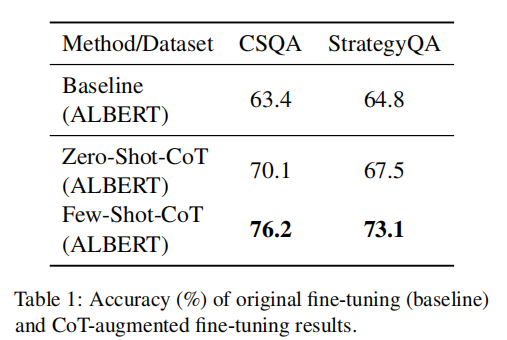 Method/Dataset CSQA StrategyQA
Baseline
(ALBERT) 63.4 64.8
Zero-Shot-CoT
(ALBERT) 70.1 67.5
Few-Shot-CoT
(ALBERT) 76.2 73.1
Table 1: Accuracy (%) of original fine-tuning (baseline)
and CoT-augmented fine-tuning results.